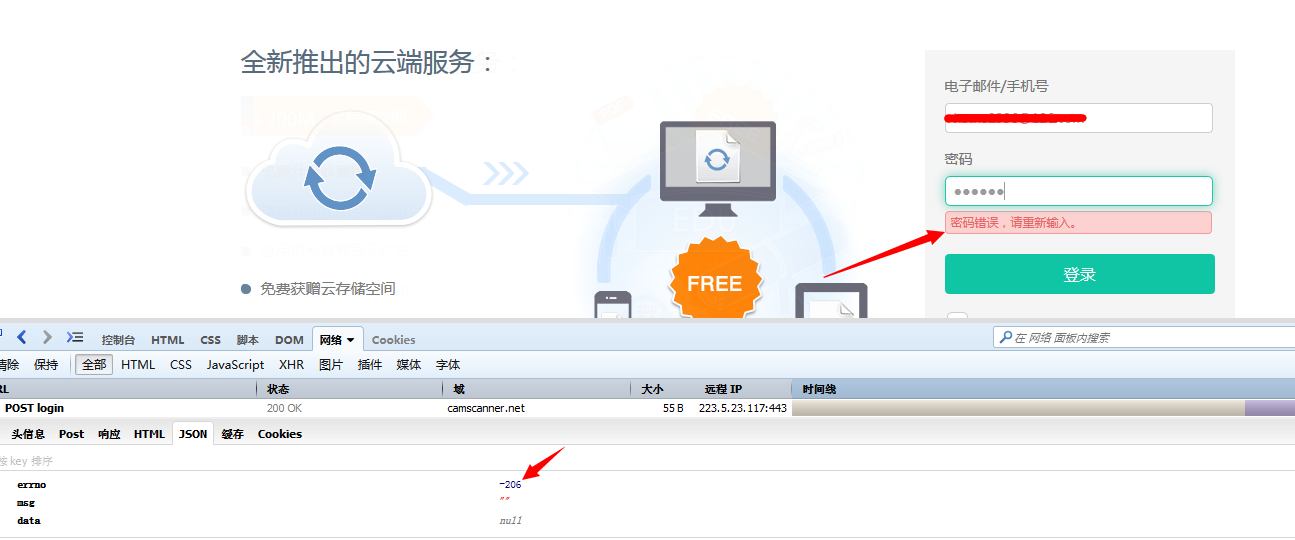 全新推出的云端服务：
FREE
免费获赠云存储空间
电子邮件/手机号
密码
●●●●●●
密码错误，请重新输入。
登录
控制台 HTML CSS 脚本 DOM 网络 Cookies
在 网络 面板内搜索
清除 保持 全部 HTML CSS JavaScript XHR 图片 插件 媒体 字体
RL 状态 域 大小 远程 IP 时间线
POST login 200 OK camscanner.net 55 B 223.5.23.117:443
头信息 Post 响应 HTML JSON 缓存 Cookies
按 key 排序
errno -206
msg ""
data null